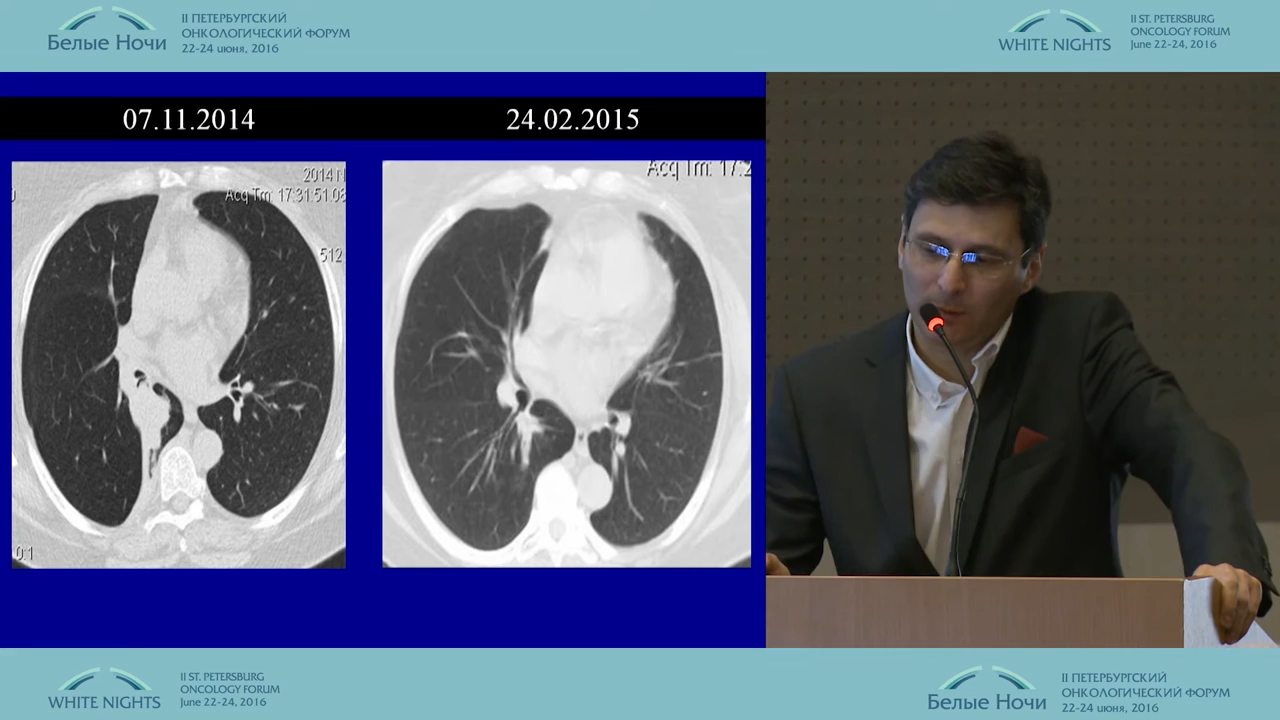 Белые Ночи
II ПЕТЕРБУРГСКИЙ
ОНКОЛОГИЧЕСКИЙ ФОРУМ
22-24 июня, 2016
WHITE NIGHTS
II ST. PETERSBURG
ONCOLOGY FORUM
June 22-24, 2016
07.11.2014
24.02.2015
2014 N
Acq Tm: 17:31:51.08
512
0:1
Acq Tm: 17:2
WHITE NIGHTS
II ST. PETERSBURG
ONCOLOGY FORUM
June 22-24, 2016
Белые Ночи
II ПЕТЕРБУРГСКИЙ
ОНКОЛОГИЧЕСКИЙ ФОРУМ
22-24 июня, 2016